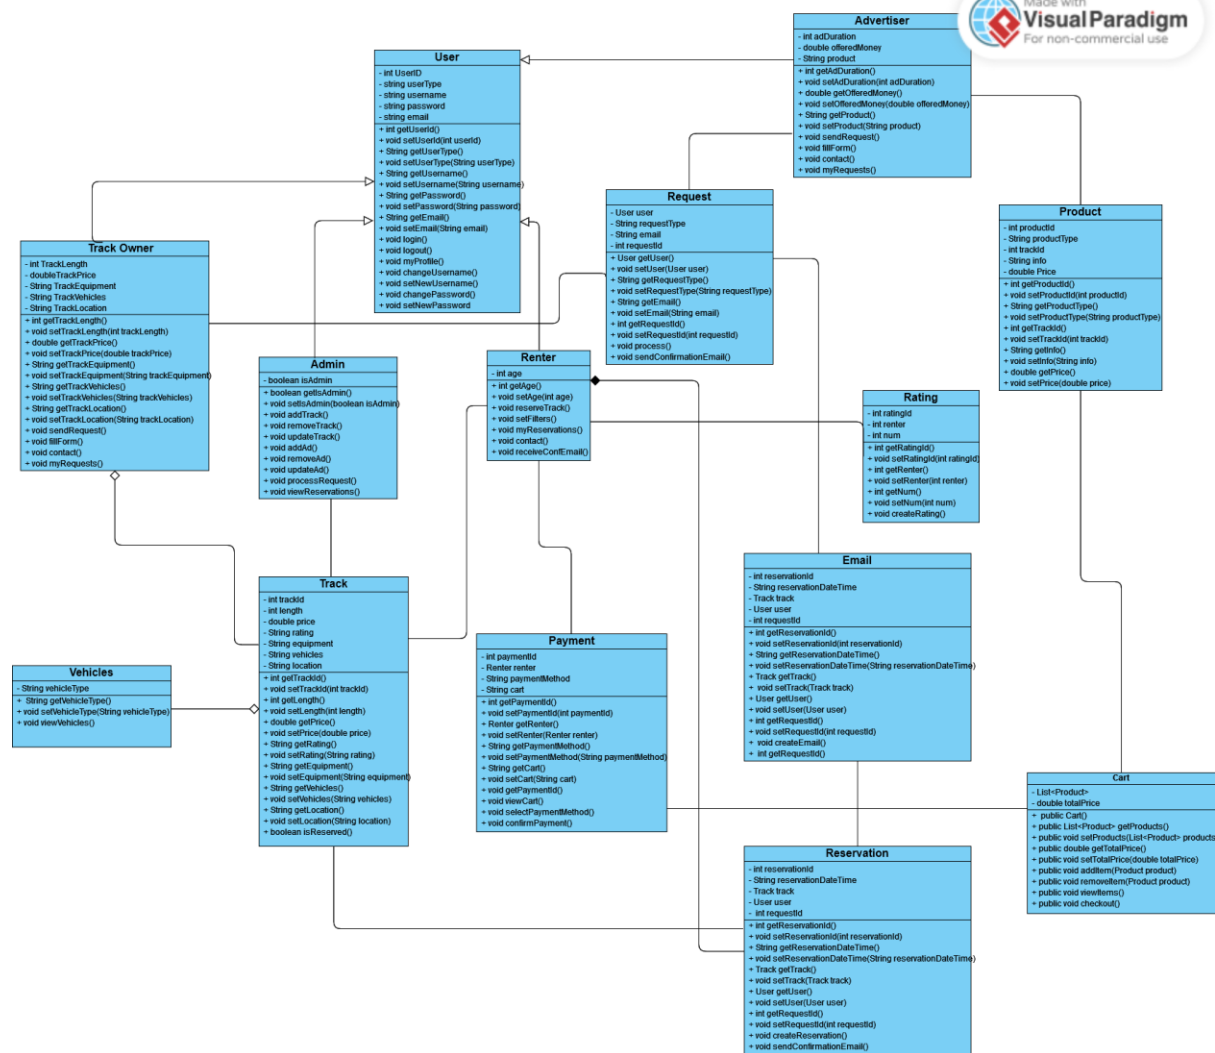 Made with
Visual Paradigm
For non-commercial use
Advertiser
- int adDuration
- double offeredMoney
- String product
+ int getAdDuration()
+ void setAdDuration(int adDuration)
+ double getOfferedMoney()
+ void setOfferedMoney(double offeredMoney)
+ String getProduct()
+ void setProduct(String product)
+ void sendRequest()
+ void fillForm()
+ void contact()
+ void myRequests()
User
- int UserID
- string userType
- string username
- string password
- string email
+ int getUserId()
+ void setUserId(int userId)
+ String getUserType()
+ void setUserType(String userType)
+ String getUsername()
+ void setUsername(String username)
+ String getPassword()
+ void setPassword(String password)
+ String getEmail()
+ void setEmail(String email)
+ void login()
+ void logout()
+ void myProfile()
+ void changeUsername()
+ void setNewUsername()
+ void changePassword()
+ void setNewPassword
Request
- User user
- String requestType
- String email
- int requestId
+ User getUser()
+ void setUser(User user)
+ String getRequestType()
+ void setRequestType(String requestType)
+ String getEmail()
+ void setEmail(String email)
+ int getRequestId()
+ void setRequestId(int requestId)
+ void process()
+ void sendConfirmationEmail()
Product
- int productId
- String productType
- int trackId
- String info
- double Price
+ int getProductId()
+ void setProductId(int productId)
+ String getProductType()
+ void setProductType(String productType)
+ int getTrackId()
+ void setTrackId(int trackId)
+ String getInfo()
+ void setInfo(String info)
+ double getPrice()
+ void setPrice(double price)
Track Owner
- int TrackLength
- doubleTrackPrice
- String TrackEquipment
- String TrackVehicles
- String TrackLocation
+ int getTrackLength()
+ void setTrackLength(int trackLength)
+ double getTrackPrice()
+ void setTrackPrice(double trackPrice)
+ String getTrackEquipment()
+ void setTrackEquipment(String trackEquipment)
+ String getTrackVehicles()
+ void setTrackVehicles(String trackVehicles)
+ String getTrackLocation()
+ void setTrackLocation(String trackLocation)
+ void sendRequest()
+ void fillForm()
+ void contact()
+ void myRequests()
Admin
- boolean isAdmin
+ boolean getIsAdmin()
+ void setIsAdmin(boolean isAdmin)
+ void addTrack()
+ void removeTrack()
+ void updateTrack()
+ void addAd()
+ void removeAd()
+ void updateAd()
+ void processRequest()
+ void viewReservations()
Renter
- int age
+ int getAge()
+ void setAge(int age)
+ void reserveTrack()
+ void setFilters()
+ void myReservations()
+ void contact()
+ void receiveConfEmail()
Rating
- int ratingId
- int renter
- int num
+ int getRatingId()
+ void setRatingId(int ratingId)
+ int getRenter()
+ void setRenter(int renter)
+ int getNum()
+ void setNum(int num)
+ void createRating()
Track
- int trackId
- int length
- double price
- String rating
- String equipment
- String vehicles
- String location
+ int getTrackId()
+ void setTrackId(int trackId)
+ int getLength()
+ void setLength(int length)
+ double getPrice()
+ void setPrice(double price)
+ String getRating()
+ void setRating(String rating)
+ String getEquipment()
+ void setEquipment(String equipment)
+ String getVehicles()
+ void setVehicles(String vehicles)
+ String getLocation()
+ void setLocation(String location)
+ boolean isReserved()
Vehicles
- String vehicleType
+ String getVehicleType()
+ void setVehicleType(String vehicleType)
+ void viewVehicles()
Payment
- int paymentId
- Renter renter
- String paymentMethod
- String cart
+ int getPaymentId()
+ void setPaymentId(int paymentId)
+ Renter getRenter()
+ void setRenter(Renter renter)
+ String getPaymentMethod()
+ void setPaymentMethod(String paymentMethod)
+ String getCart()
+ void setCart(String cart)
+ void getPaymentId()
+ void viewCart()
+ void selectPaymentMethod()
+ void confirmPayment()
Email
- int reservationId
- String reservationDateTime
- Track track
- User user
- int requestId
+ int getReservationId()
+ void setReservationId(int reservationId)
+ String getReservationDateTime()
+ void setReservationDateTime(String reservationDateTime)
+ Track getTrack()
+ void setTrack(Track track)
+ User getUser()
+ void setUser(User user)
+ int getRequestId()
+ void setRequestId(int requestId)
+ void createEmail()
+ int getRequestId()
Cart
- List<Product>
- double totalPrice
+ public Cart()
+ public List<Product> getProducts()
+ public void setProducts(List<Product> products
+ public double getTotalPrice()
+ public void setTotalPrice(double totalPrice)
+ public void addItem(Product product)
+ public void removeItem(Product product)
+ public void viewItems()
+ public void checkout()
Reservation
- int reservationId
- String reservationDateTime
- Track track
- User user
- int requestId
+ int getReservationId()
+ void setReservationId(int reservationId)
+ String getReservationDateTime()
+ void setReservationDateTime(String reservationDateTime)
+ Track getTrack()
+ void setTrack(Track track)
+ User getUser()
+ void setUser(User user)
+ int getRequestId()
+ void setRequestId(int requestId)
+ void createReservation()
+ void sendConfirmationEmail()